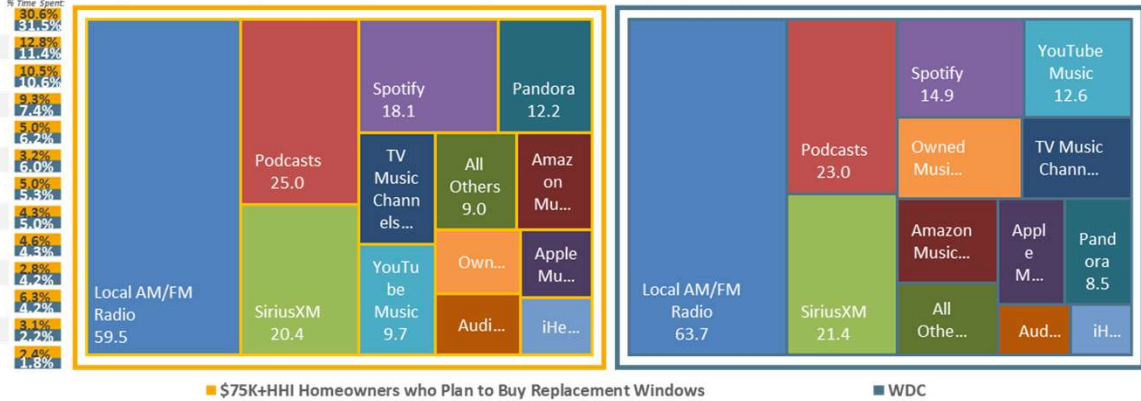 % Time Spent
30.6%
31.5%
12.8%
11.4%
10.5%
10.6%
9.3%
7.4%
5.0%
6.2%
3.2%
6.0%
5.0%
5.3%
4.3%
5.0%
4.6%
4.3%
2.8%
4.2%
6.3%
4.2%
3.1%
2.2%
2.4%
1.8%
Local AM/FM
Radio
59.5
Podcasts
25.0
SiriusXM
20.4
Spotify
18.1
Pandora
12.2
TV
Music
Chann
els...
All
Others
9.0
Amaz
on
Mu...
YouTu
be
Music
9.7
Own...
Apple
Mu...
Audi...
iHe...
Local AM/FM
Radio
63.7
Podcasts
23.0
SiriusXM
21.4
Spotify
14.9
YouTube
Music
12.6
Owned
Musi...
TV Music
Chann...
Amazon
Music...
Appl
e
M...
Pand
ora
8.5
All
Othe...
Aud...
iH...
$75K+HHI Homeowners who Plan to Buy Replacement Windows
WDC